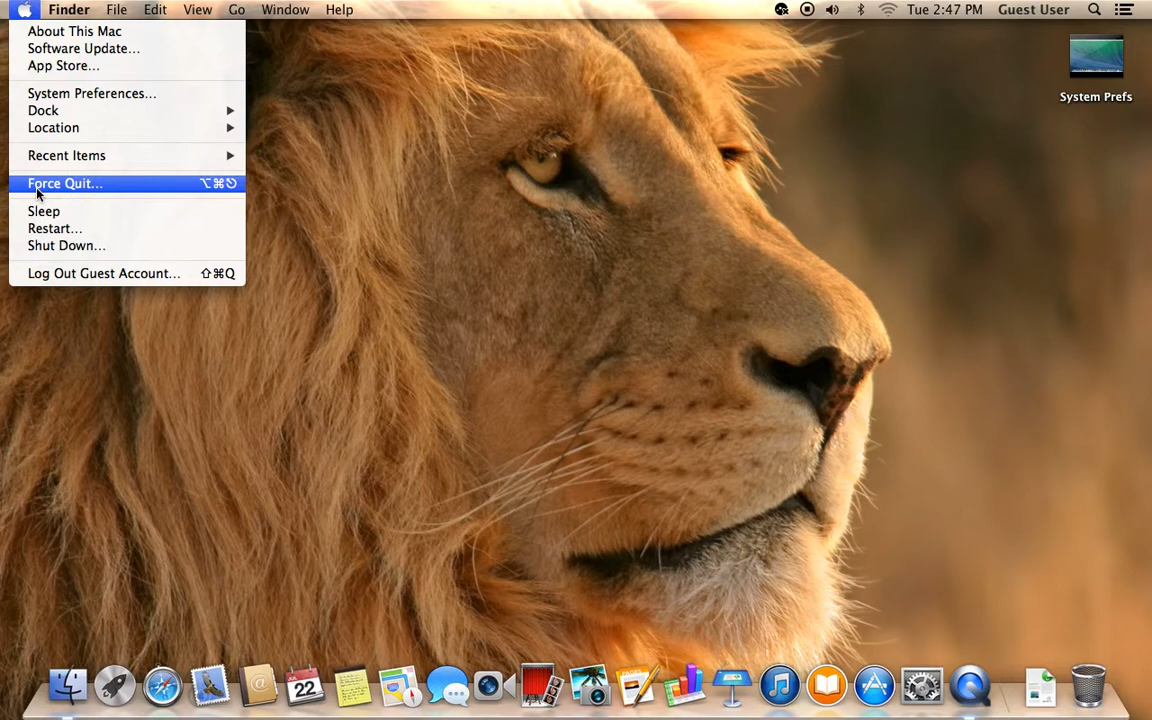 Finder File Edit View Go Window Help Tue 2:47 PM Guest User
About This Mac
Software Update...
App Store...
System Preferences...
Dock
Location
Recent Items
Force Quit... ⌥⌘⎋
Sleep
Restart...
Shut Down...
Log Out Guest Account... ⇧⌘Q
System Prefs
22